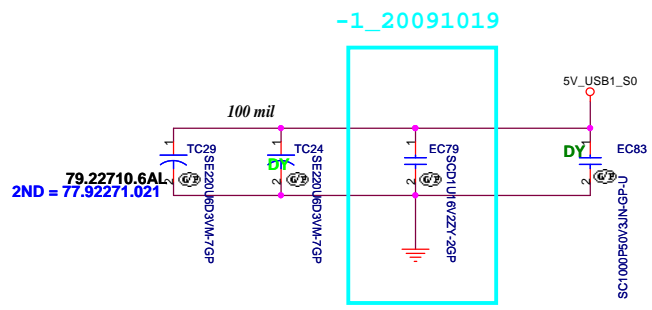 -1_20091019
5V_USB1_S0
100 mil
1
TC29
1
TC24
1
EC79
1
EC83
DY
DY
2
G/P
2
G/P
2
G/P
2
G/P
79.22710.6AL
2ND = 77.92271.021
SE220U6D3VM-7GP
SE220U6D3VM-7GP
SCD1U16V2ZY-2GP
SC1000P50V3JN-GP-U